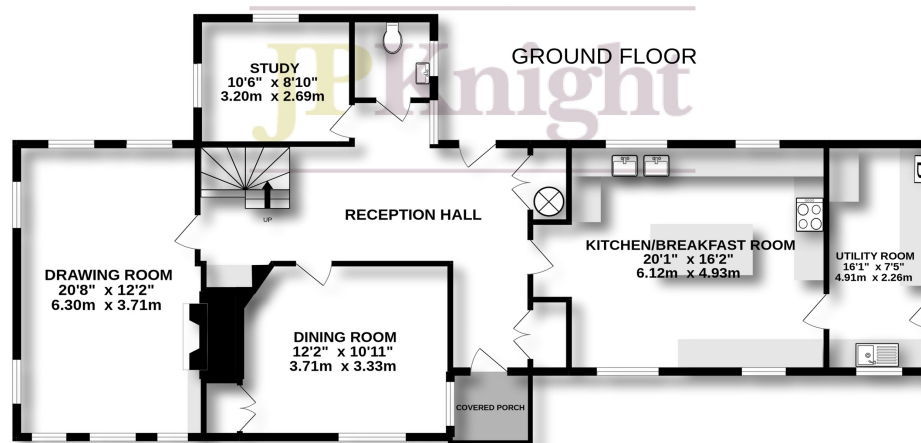 JPKnight
GROUND FLOOR
STUDY
10'6" x 8'10"
3.20m x 2.69m
UP
RECEPTION HALL
KITCHEN/BREAKFAST ROOM
20'1" x 16'2"
6.12m x 4.93m
UTILITY ROOM
16'1" x 7'5"
4.91m x 2.26m
DRAWING ROOM
20'8" x 12'2"
6.30m x 3.71m
DINING ROOM
12'2" x 10'11"
3.71m x 3.33m
COVERED PORCH